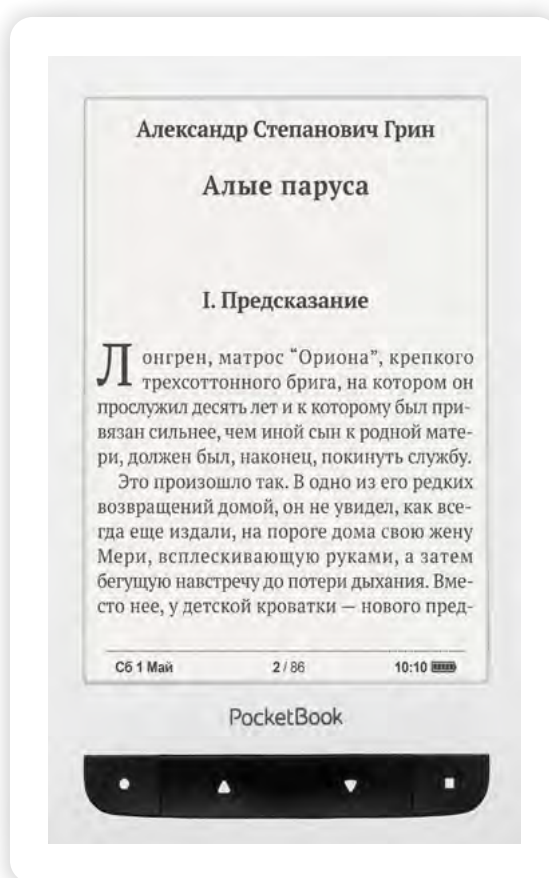 Александр Степанович Грин
Алые паруса
I. Предсказание
Лонгрен, матрос "Ориона", крепкого
трехсоттонного брига, на котором он
прослужил десять лет и к которому был при-
вязан сильнее, чем иной сын к родной мате-
ри, должен был, наконец, покинуть службу.
Это произошло так. В одно из его редких
возвращений домой, он не увидел, как все-
гда еще издали, на пороге дома свою жену
Мери, всплескивающую руками, а затем
бегущую навстречу до потери дыхания. Вме-
сто нее, у детской кроватки — нового пред-
Сб 1 Май 2 / 86 10:10
PocketBook